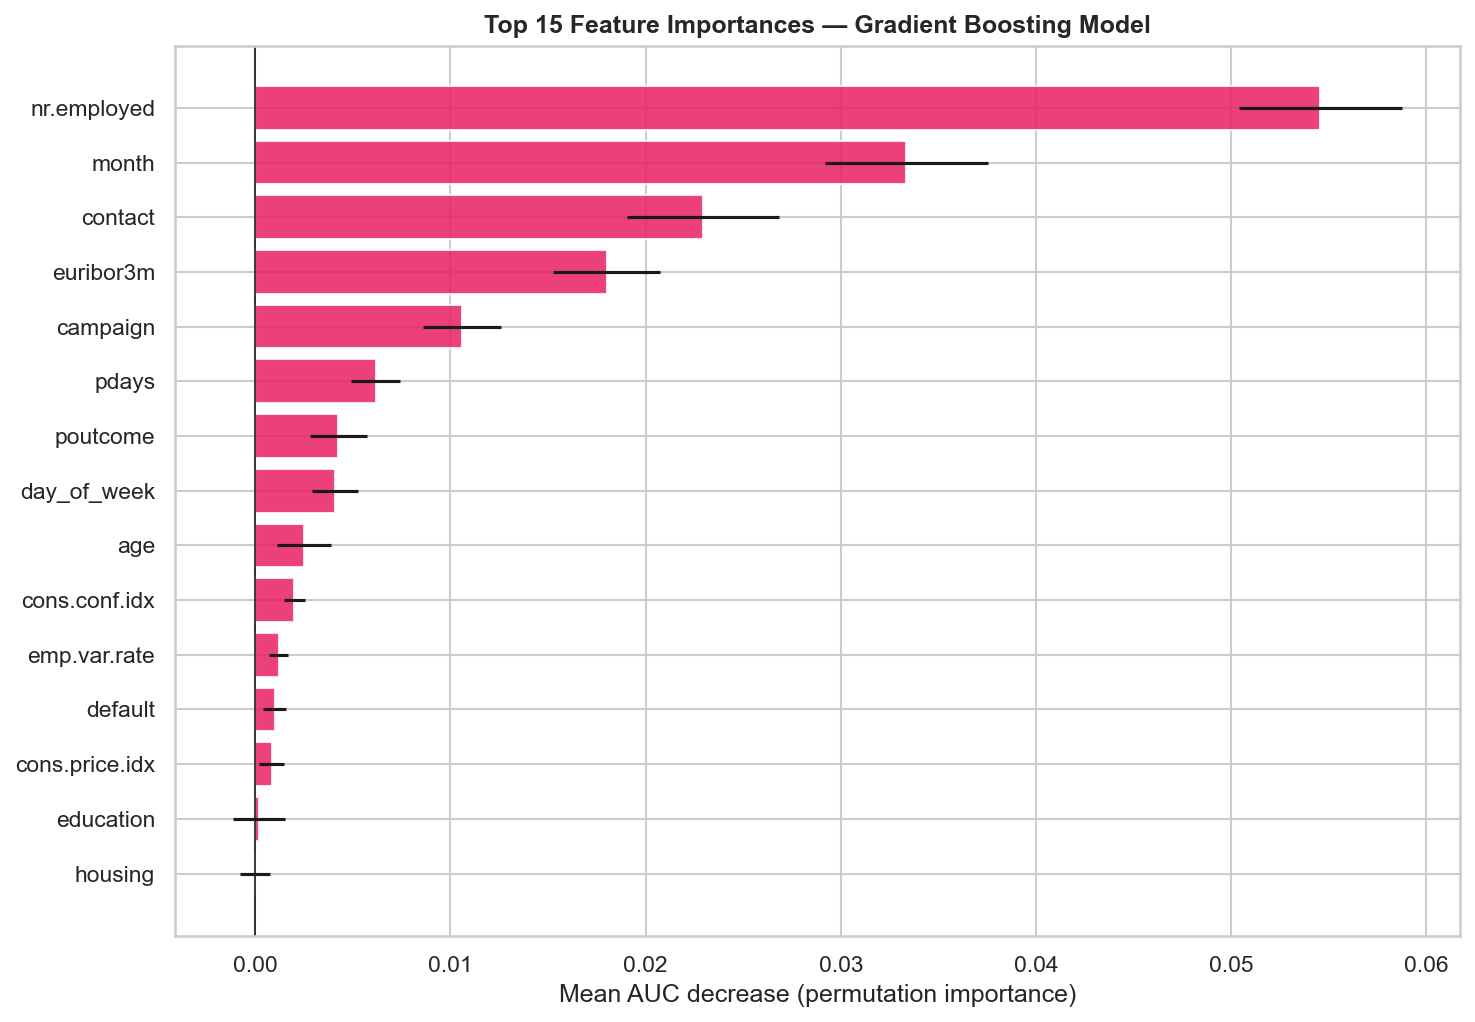 Top 15 Feature Importances — Gradient Boosting Model
nr.employed
month
contact
euribor3m
campaign
pdays
poutcome
day_of_week
age
cons.conf.idx
emp.var.rate
default
cons.price.idx
education
housing
0.00 0.01 0.02 0.03 0.04 0.05 0.06
Mean AUC decrease (permutation importance)